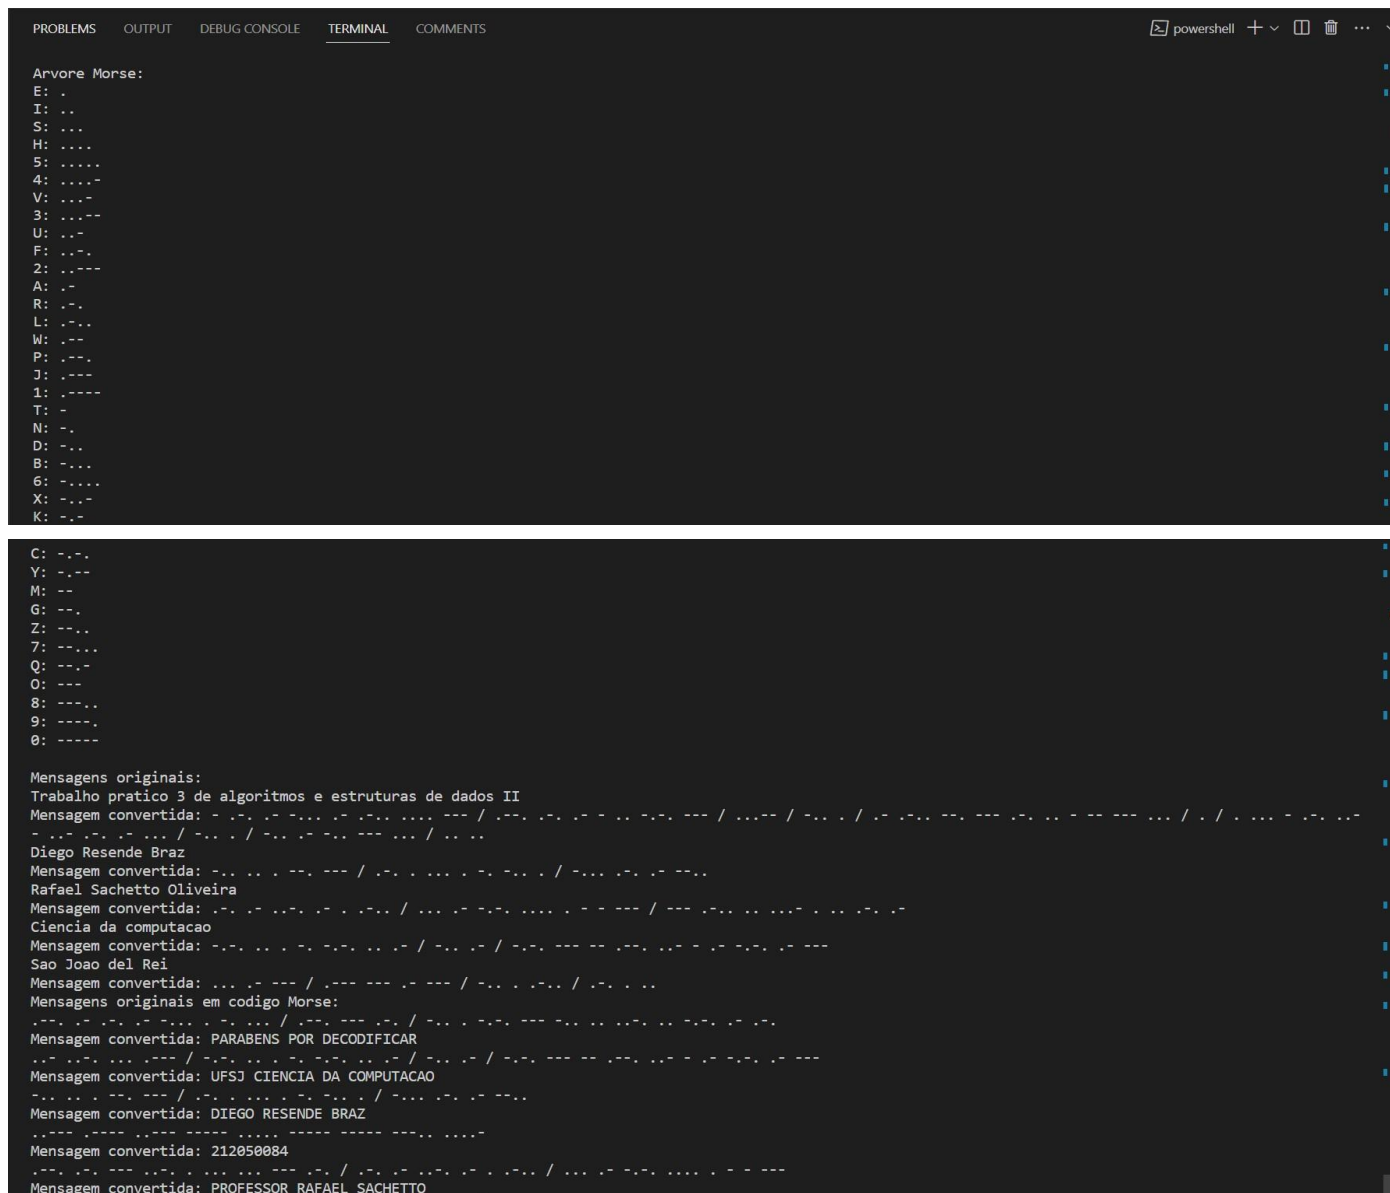 PROBLEMS OUTPUT DEBUG CONSOLE TERMINAL COMMENTS powershell
Arvore Morse:
E: .
I: ..
S: ...
H: ....
5: .....
4: ....-
V: ...-
3: ...--
U: ..-
F: ..-.
2: ..---
A: .-
R: .-.
L: .-..
W: .--
P: .--.
J: .---
1: .----
T: -
N: -.
D: -..
B: -...
6: -....
X: -..-
K: -.-
C: -.-.
Y: -.--
M: --
G: --.
Z: --..
7: --...
Q: --.-
O: ---
8: ---..
9: ----.
0: -----
Mensagens originais:
Trabalho pratico 3 de algoritmos e estruturas de dados II
Mensagem convertida: - .-. .- -... .- .-.. .... --- / .--. .-. .- - .. -.-. --- / ...-- / -.. . / .- .-.. --. --- .-. .. - -- --- ... / . / . ... - .-. ..-
- ..- .-. .- ... / -.. . / -.. .- -.. --- ... / .. ..
Diego Resende Braz
Mensagem convertida: -.. .. . --. --- / .-. . ... . -. -.. . / -... .-. .- --..
Rafael Sachetto Oliveira
Mensagem convertida: .-. .- ..-. .- . .-.. / ... .- -.-. .... . - - --- / --- .-.. .. ...- . .. .-. .-
Ciencia da computacao
Mensagem convertida: -.-. .. . -. -.-. .. .- / -.. .- / -.-. --- -- .--. ..- - .- -.-. .- ---
Sao Joao del Rei
Mensagem convertida: ... .- --- / .--- --- .- --- / -.. . .-.. / .-. . ..
Mensagens originais em codigo Morse:
.--. .- .-. .- -... . -. ... / .--. --- .-. / -.. . -.-. --- -.. .. ..-. .. -.-. .- .-.
Mensagem convertida: PARABENS POR DECODIFICAR
..- ..-. ... .--- / -.-. .. . -. -.-. .. .- / -.. .- / -.-. --- -- .--. ..- - .- -.-. .- ---
Mensagem convertida: UFSJ CIENCIA DA COMPUTACAO
-.. .. . --. --- / .-. . ... . -. -.. . / -... .-. .- --..
Mensagem convertida: DIEGO RESENDE BRAZ
..--- .---- ..--- ----- ..... ----- ----- ---.. ....-
Mensagem convertida: 212050084
.--. .-. --- ..-. . ... ... --- .-. / .-. .- ..-. .- . .-.. / ... .- -.-. .... . - - ---
Mensagem convertida: PROFESSOR RAFAEL SACHETTO